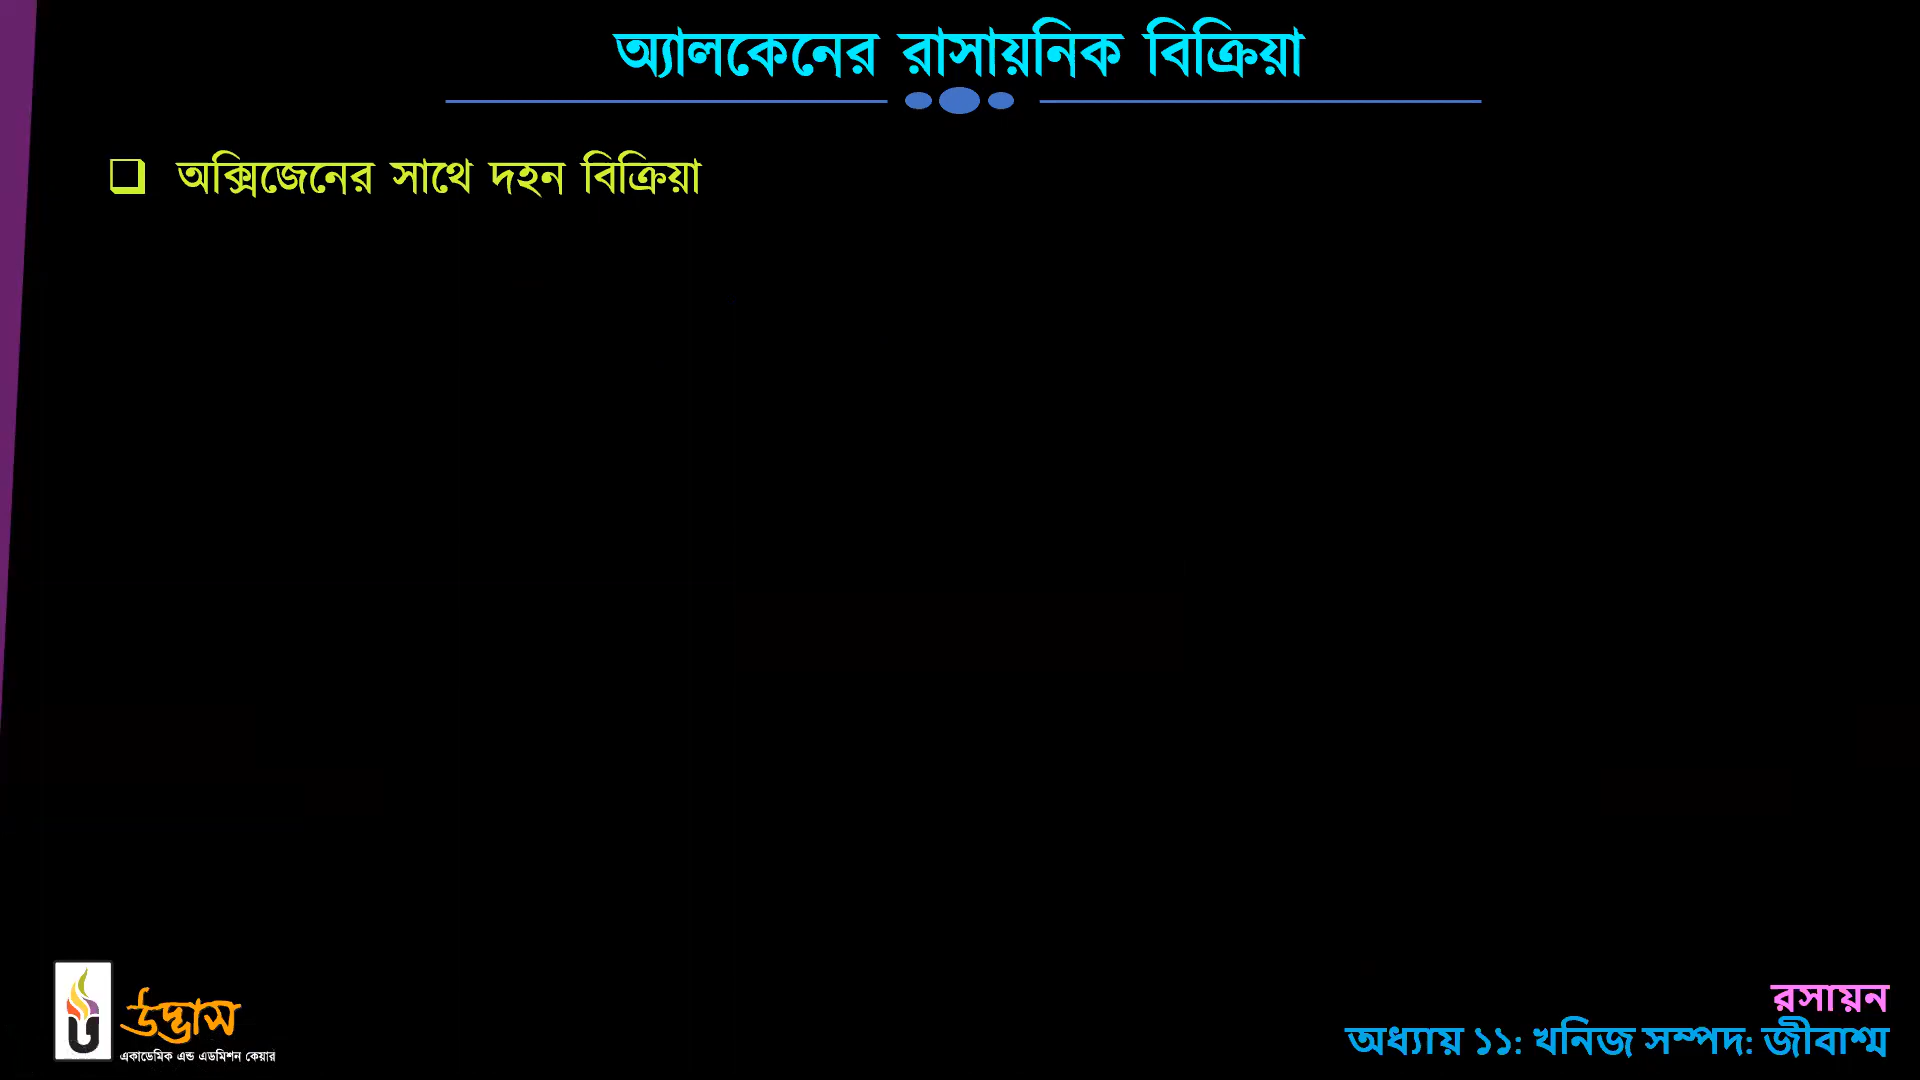 অ্যালকেনের রাসায়নিক বিক্রিয়া
অক্সিজেনের সাথে দহন বিক্রিয়া
উদ্ভাস
একাডেমিক এন্ড এডমিশন কেয়ার
রসায়ন
অধ্যায় ১১: খনিজ সম্পদ: জীবাশ্ম